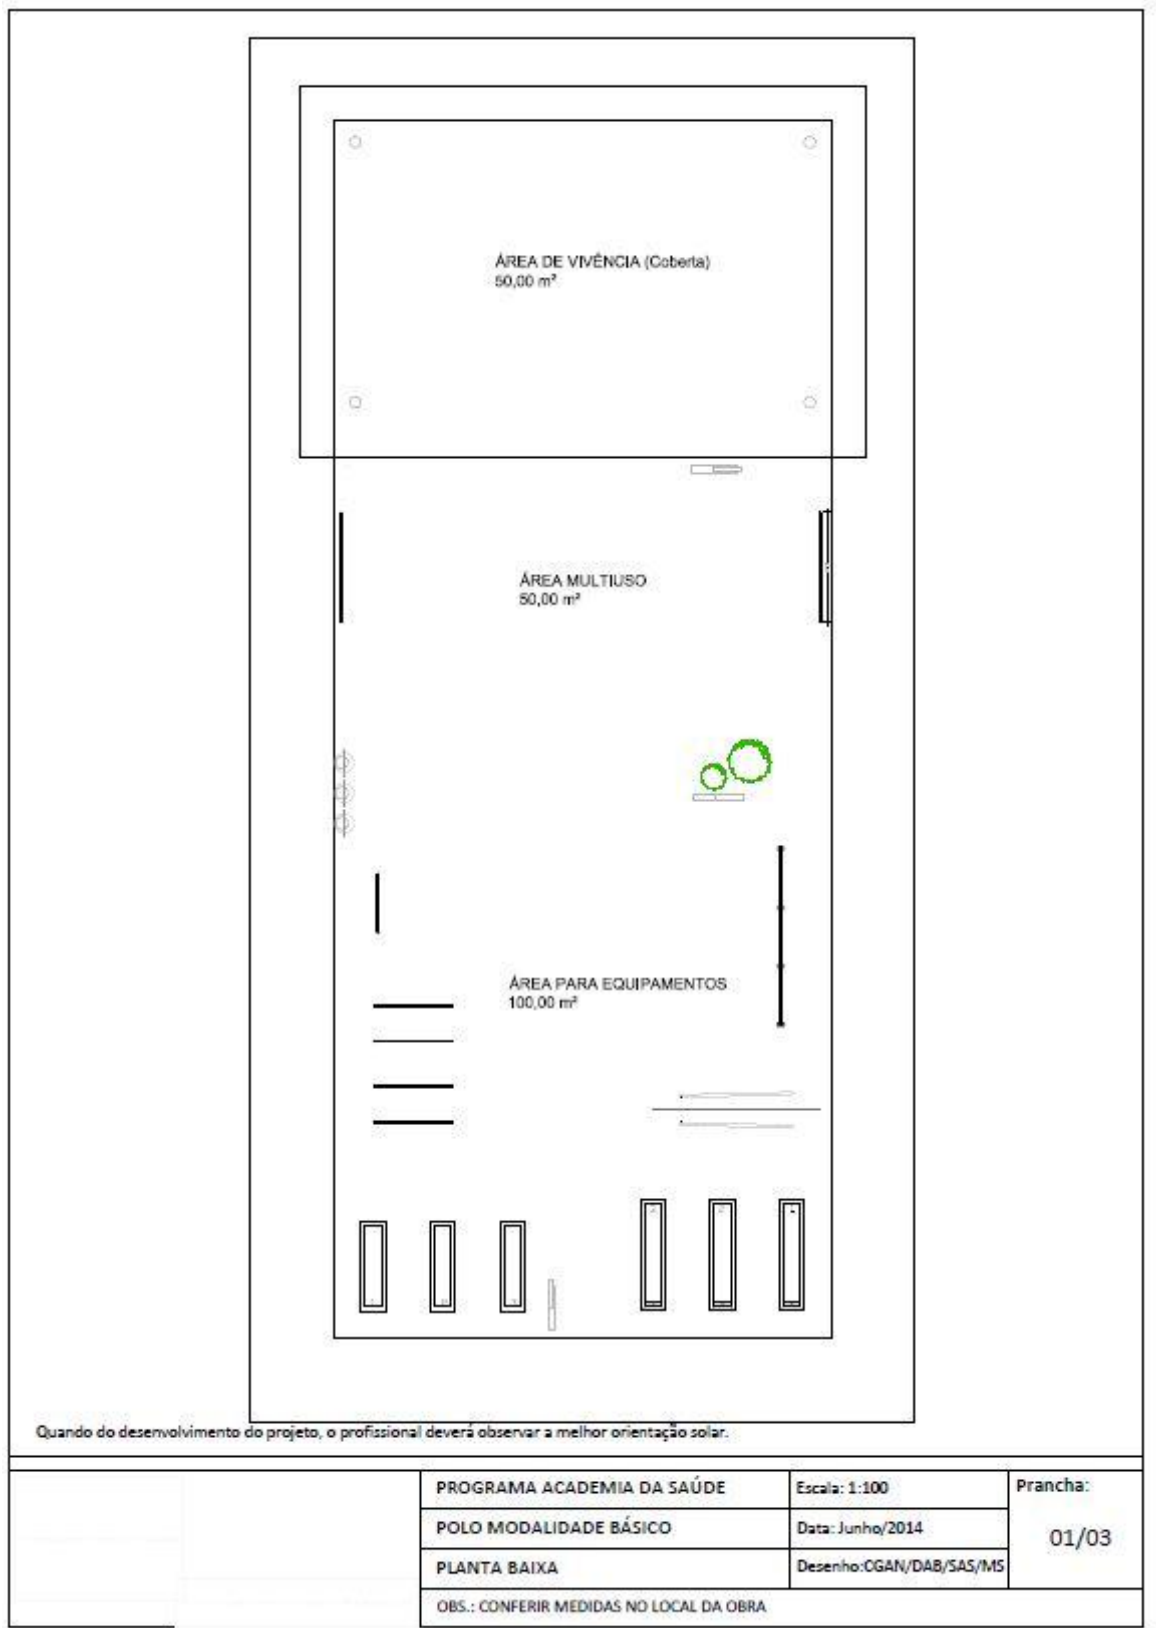 ÁREA DE VIVÊNCIA (Coberta)
50,00 m²
ÁREA MULTIUSO
50,00 m²
ÁREA PARA EQUIPAMENTOS
100,00 m²
Quando do desenvolvimento do projeto, o profissional deverá observar a melhor orientação solar.
PROGRAMA ACADEMIA DA SAÚDE
Escala: 1:100
Prancha:
POLO MODALIDADE BÁSICO
Data: Junho/2014
01/03
PLANTA BAIXA
Desenho:CGAN/DAB/SAS/MS
OBS.: CONFERIR MEDIDAS NO LOCAL DA OBRA